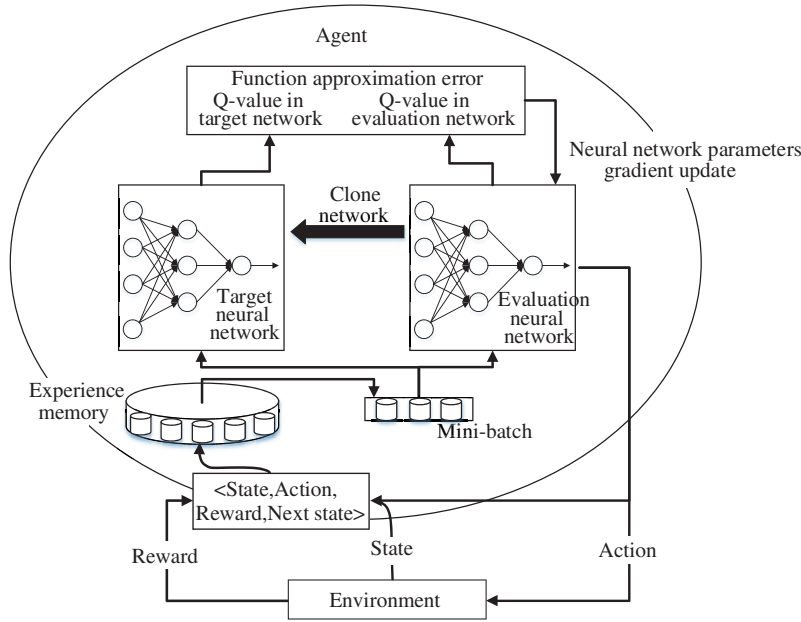 Agent
Function approximation error
Q-value in
target network
Q-value in
evaluation network
Neural network parameters
gradient update
Clone
network
Target
neural
network
Evaluation
neural
network
Experience
memory
Mini-batch
<State,Action,
Reward,Next state>
Reward
State
Action
Environment